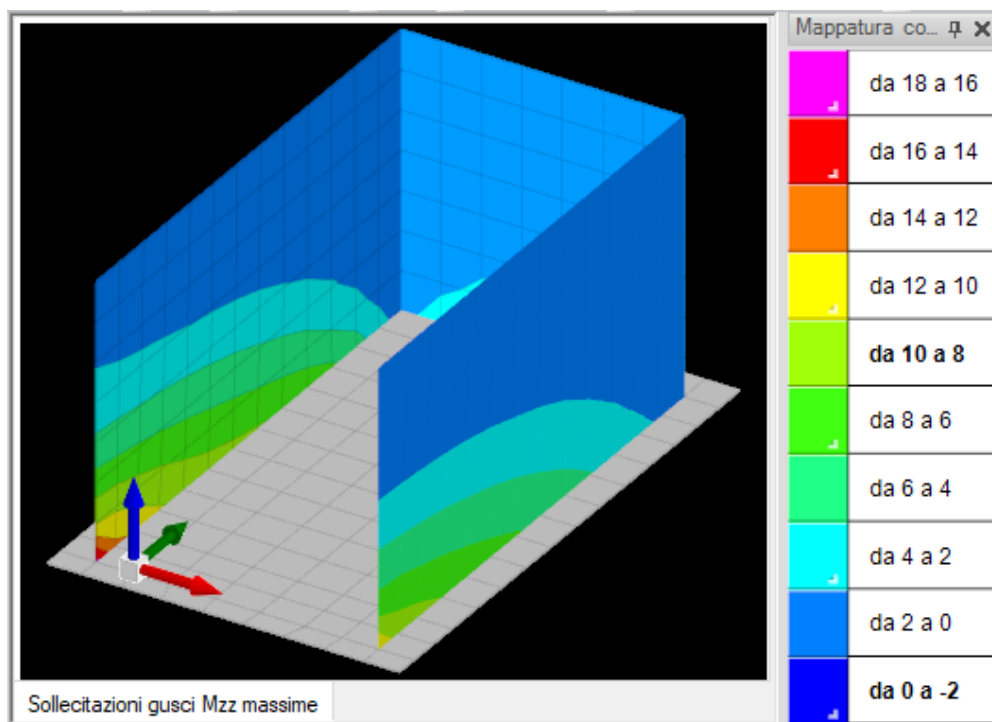 Mappatura co...
da 18 a 16
da 16 a 14
da 14 a 12
da 12 a 10
da 10 a 8
da 8 a 6
da 6 a 4
da 4 a 2
da 2 a 0
da 0 a -2
Sollecitazioni gusci Mzz massime